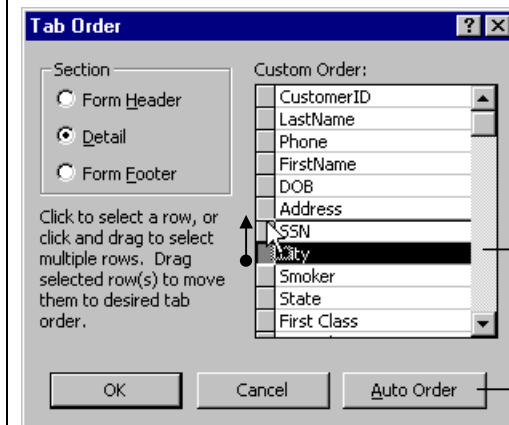 Tab Order
Section
Form Header
Detail
Form Footer
Click to select a row, or
click and drag to select
multiple rows. Drag
selected row(s) to move
them to desired tab
order.
Custom Order:
CustomerID
LastName
Phone
FirstName
DOB
Address
SSN
City
Smoker
State
First Class
OK
Cancel
Auto Order